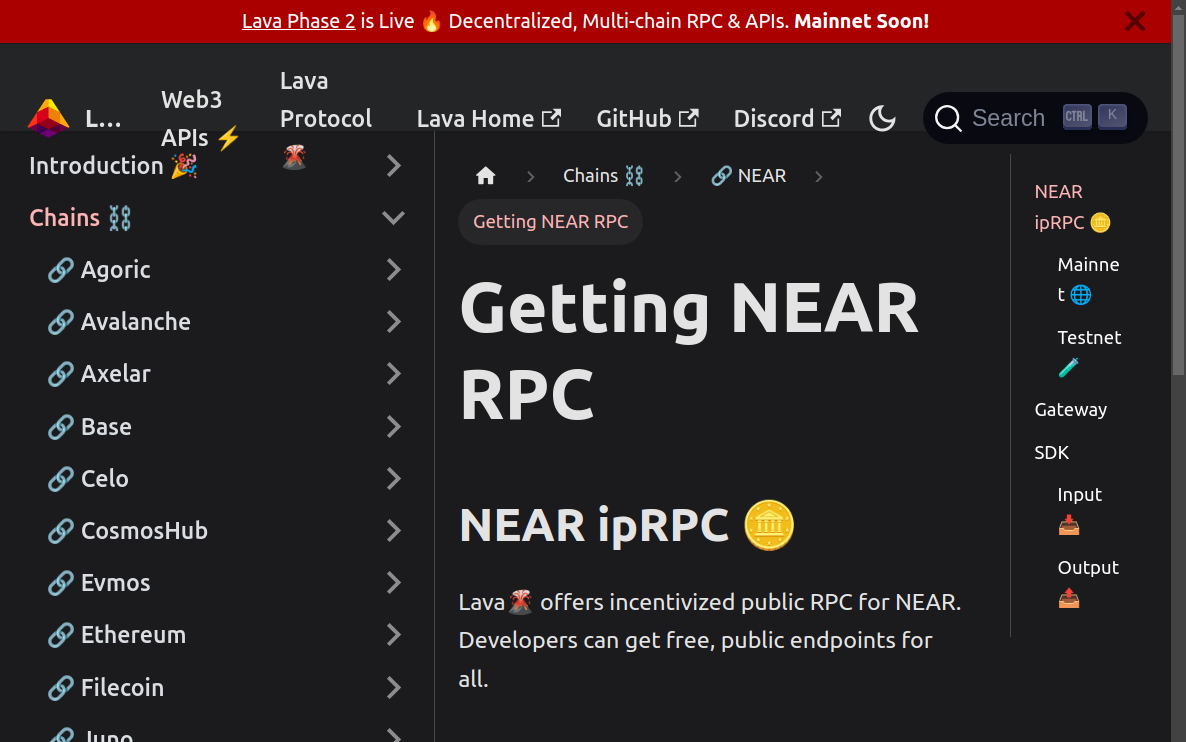 Lava Phase 2 is Live 🔥 Decentralized, Multi-chain RPC & APIs. Mainnet Soon!
L...
Web3
APIs ⚡
Lava
Protocol
🌋
Lava Home
GitHub
Discord
Search
CTRL
K
Introduction 🎉
Chains ⛓️
🔗 Agoric
🔗 Avalanche
🔗 Axelar
🔗 Base
🔗 Celo
🔗 CosmosHub
🔗 Evmos
🔗 Ethereum
🔗 Filecoin
🔗 Juno
Chains ⛓️
🔗 NEAR
Getting NEAR RPC
Getting NEAR
RPC
NEAR ipRPC 🪙
Lava🌋 offers incentivized public RPC for NEAR.
Developers can get free, public endpoints for
all.
NEAR
ipRPC 🪙
Mainne
t 🌐
Testnet
🧪
Gateway
SDK
Input
📥
Output
📤